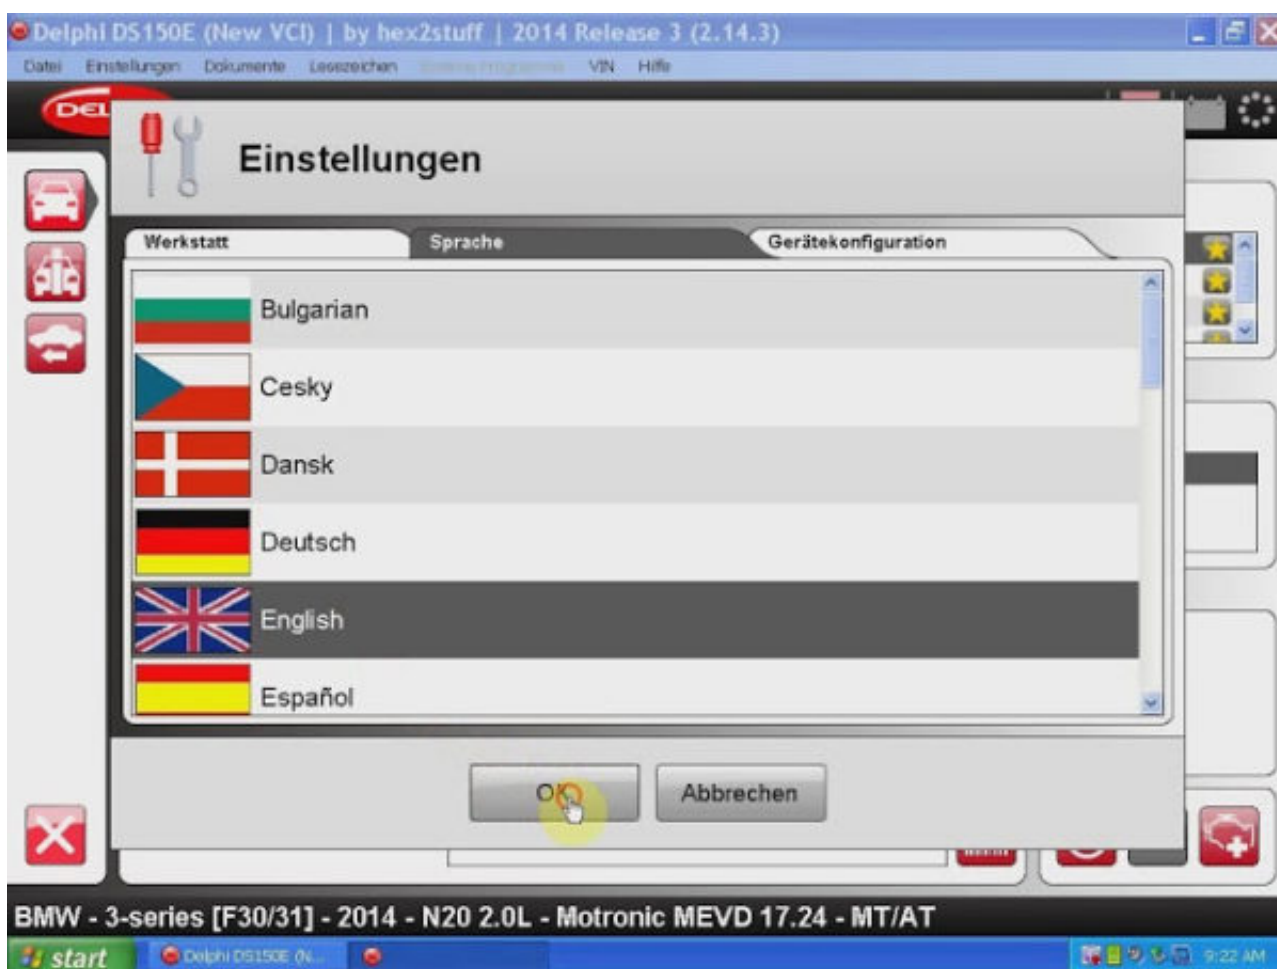 Delphi DS150E (New VCI) | by hex2stuff | 2014 Release 3 (2.14.3)
Datei Einstellungen Dokumente Lesezeichen VIN Hilfe
DEL
Einstellungen
Werkstatt Sprache Gerätekonfiguration
Bulgarian
Cesky
Dansk
Deutsch
English
Español
OK Abbrechen
BMW - 3-series [F30/31] - 2014 - N20 2.0L - Motronic MEVD 17.24 - MT/AT
start Delphi DS150E (N... 9:22 AM